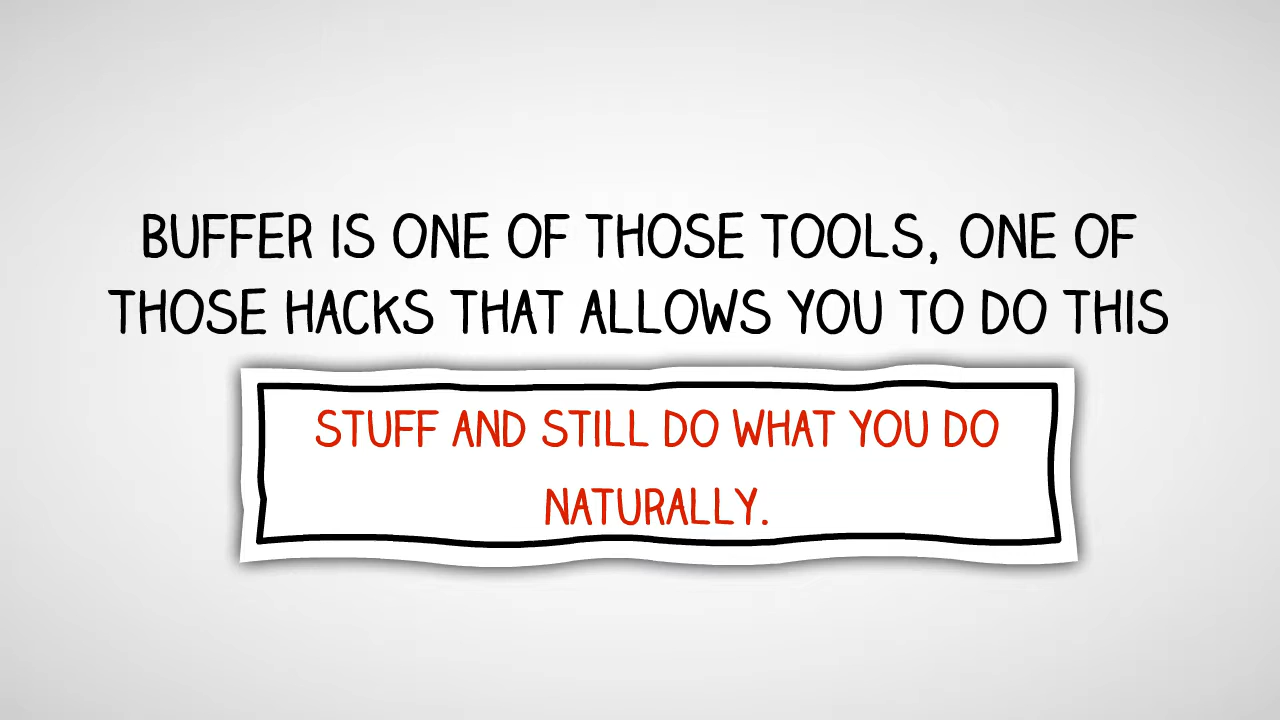 BUFFER IS ONE OF THOSE TOOLS, ONE OF
THOSE HACKS THAT ALLOWS YOU TO DO THIS
STUFF AND STILL DO WHAT YOU DO
NATURALLY.